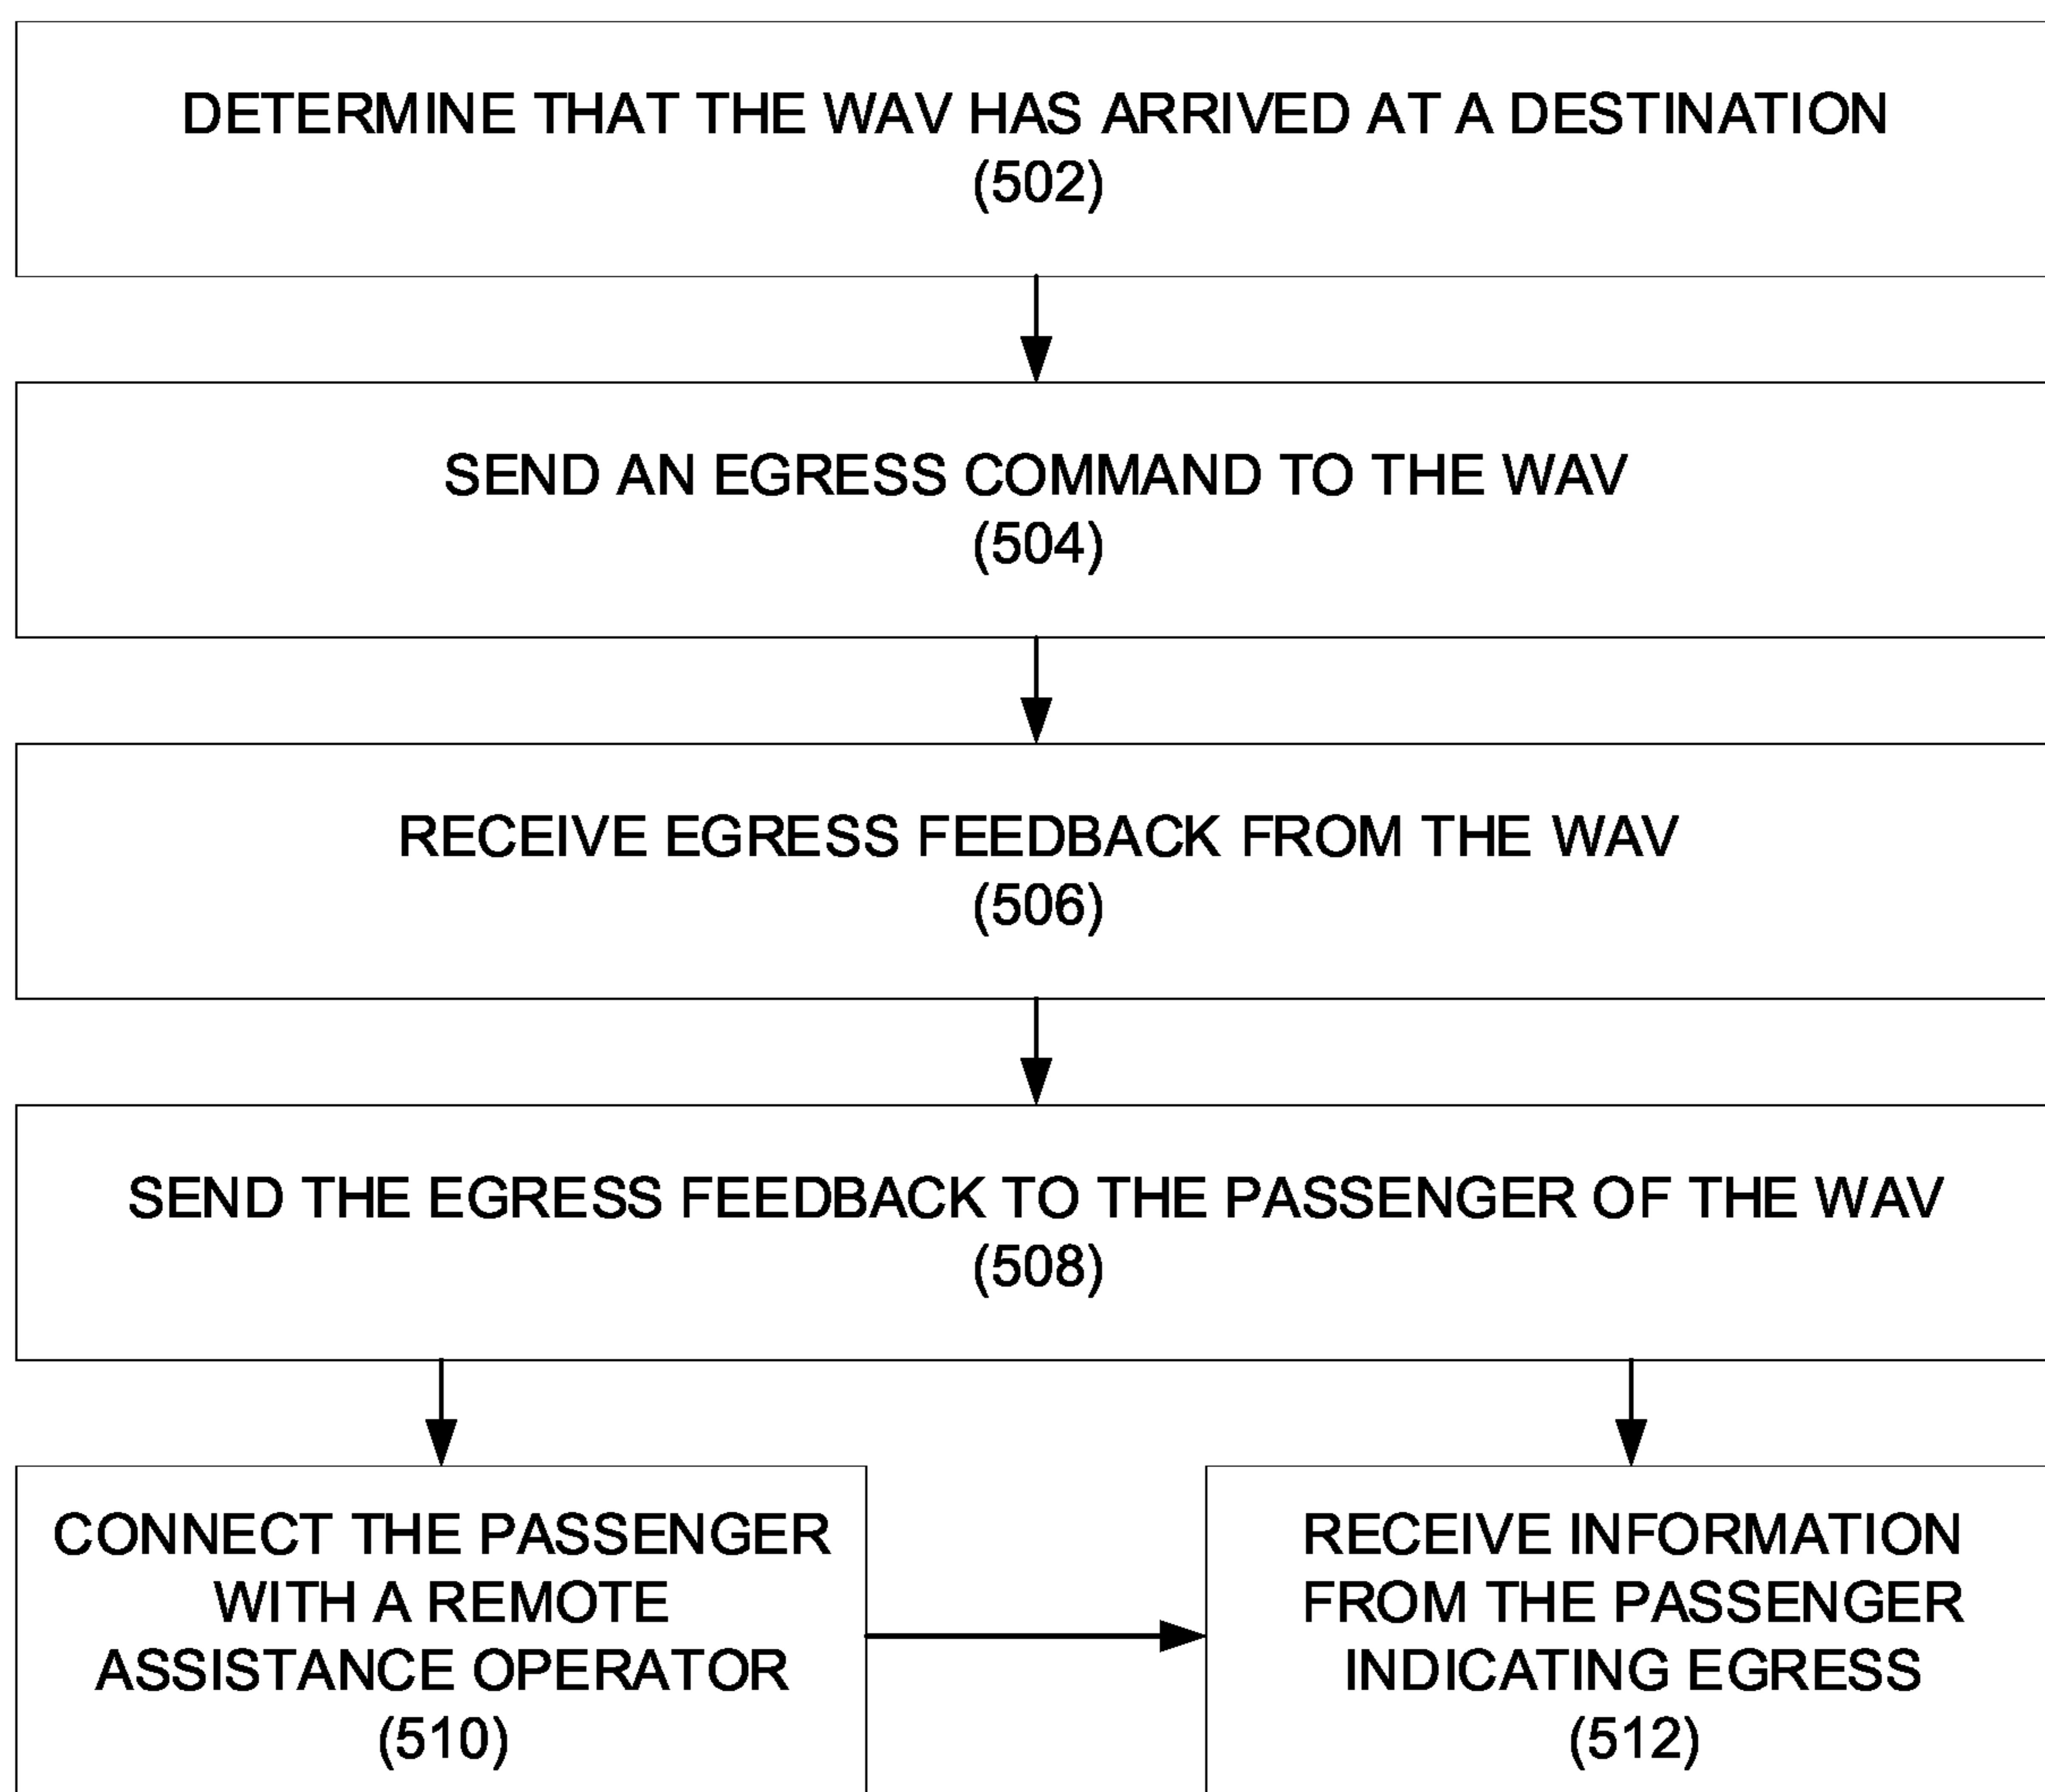 DETERMINE THAT THE WAV HAS ARRIVED AT A DESTINATION
(502)
SEND AN EGRESS COMMAND TO THE WAV
(504)
RECEIVE EGRESS FEEDBACK FROM THE WAV
(506)
SEND THE EGRESS FEEDBACK TO THE PASSENGER OF THE WAV
(508)
CONNECT THE PASSENGER
WITH A REMOTE
ASSISTANCE OPERATOR
(510)
RECEIVE INFORMATION
FROM THE PASSENGER
INDICATING EGRESS
(512)